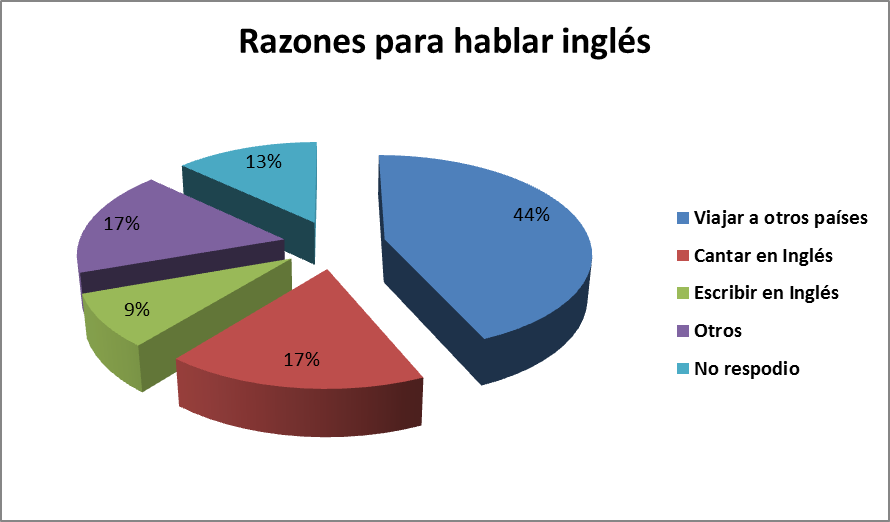 Razones para hablar inglés
13%
44%
17%
9%
17%
Viajar a otros países
Cantar en Inglés
Escribir en Inglés
Otros
No respodio